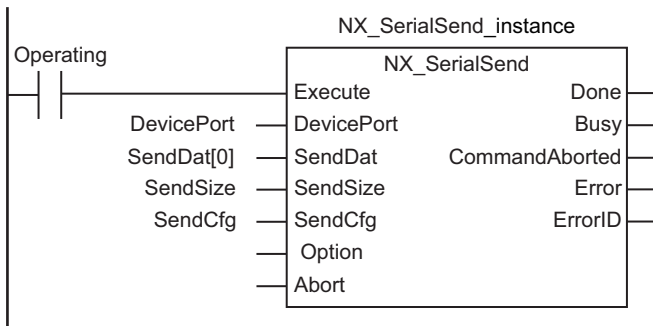 NX_SerialSend_instance
Operating
NX_SerialSend
Execute Done
DevicePort DevicePort Busy
SendDat[0] SendDat CommandAborted
SendSize SendSize Error
SendCfg SendCfg ErrorID
Option
Abort